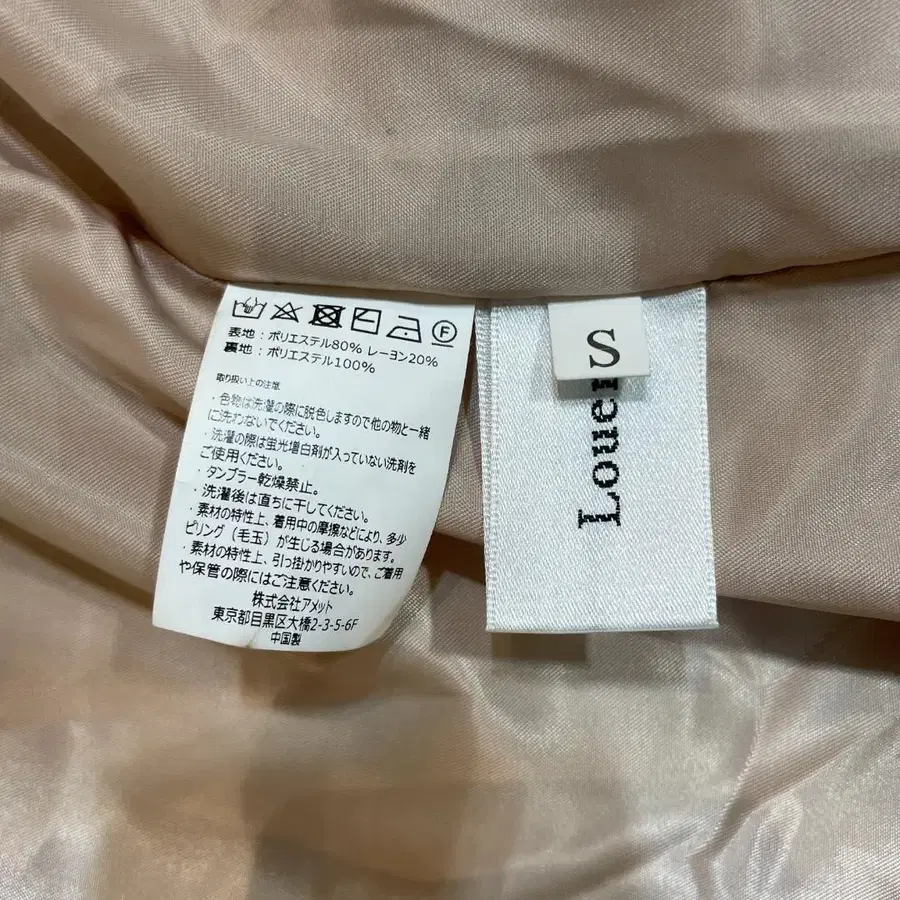 F
表地：ポリエステル80% レーヨン20%
裏地：ポリエステル100%
取り扱い上の注意
・色物は洗濯の際に脱色しますので他の物と一緒
に洗わないでください。
・洗濯の際は蛍光増白剤が入っていない洗剤を
ご使用ください。
・タンブラー乾燥禁止。
・洗濯後は直ちに干してください。
・素材の特性上、着用中の摩擦などにより、多少
ピリング（毛玉）が生じる場合があります。
・素材の特性上、引っ掛かりやすいので、ご着用
や保管の際にはご注意ください。
株式会社アメット
東京都目黒区大橋2-3-5-6F
中国製
S
Louer